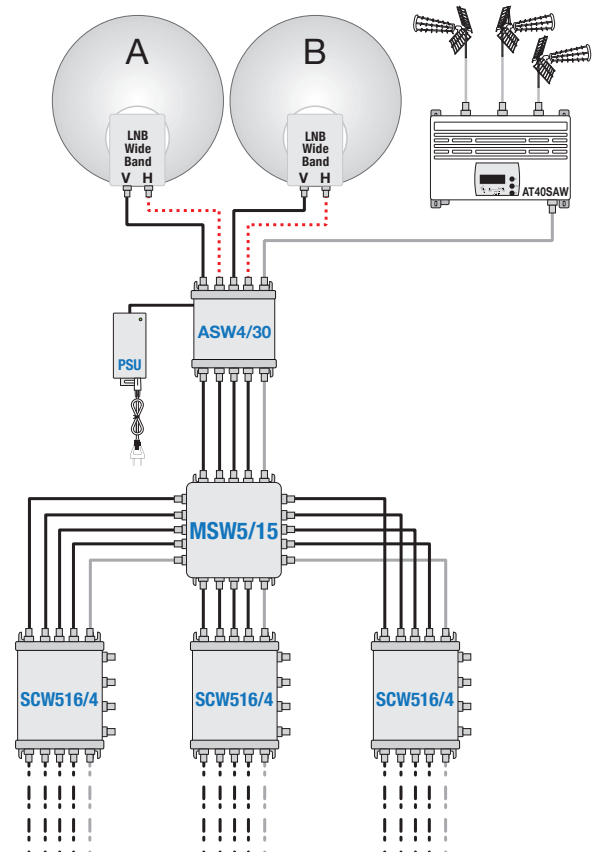 A
B
LNB
Wide
Band
V H
LNB
Wide
Band
V H
AT40SAW
ASW4/30
PSU
MSW5/15
SCW516/4
SCW516/4
SCW516/4